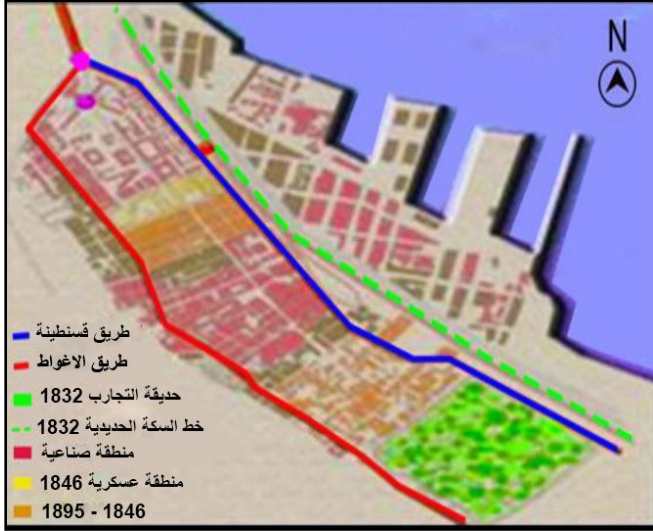 N
طريق قسنطينة
طريق الاغواط
حديقة التجارب 1832
خط السكة الحديدية 1832
منطقة صناعية
منطقة عسكرية 1846
1846 - 1895